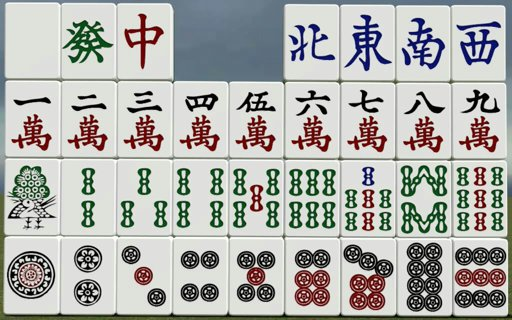 發 中 北 東 南 西
一 二 三 四 伍 六 七 八 九
萬 萬 萬 萬 萬 萬 萬 萬 萬